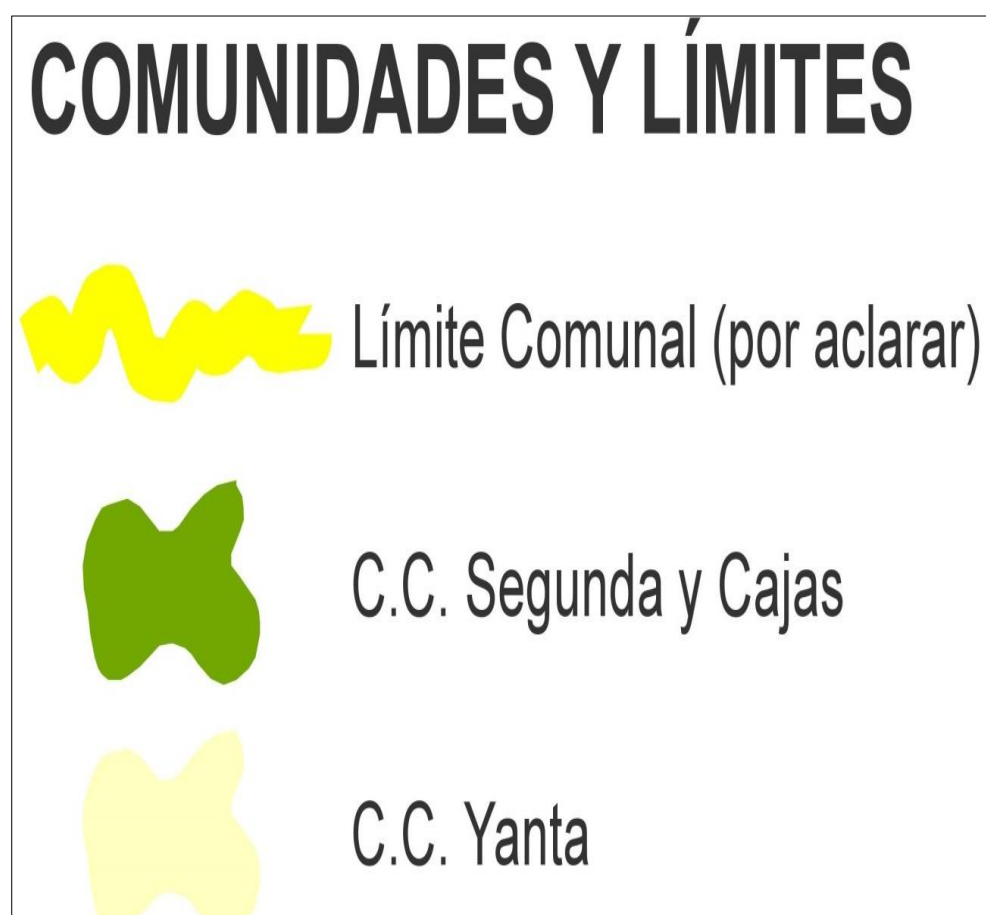 COMUNIDADES Y LÍMITES
Límite Comunal (por aclarar)
C.C. Segunda y Cajas
C.C. Yanta